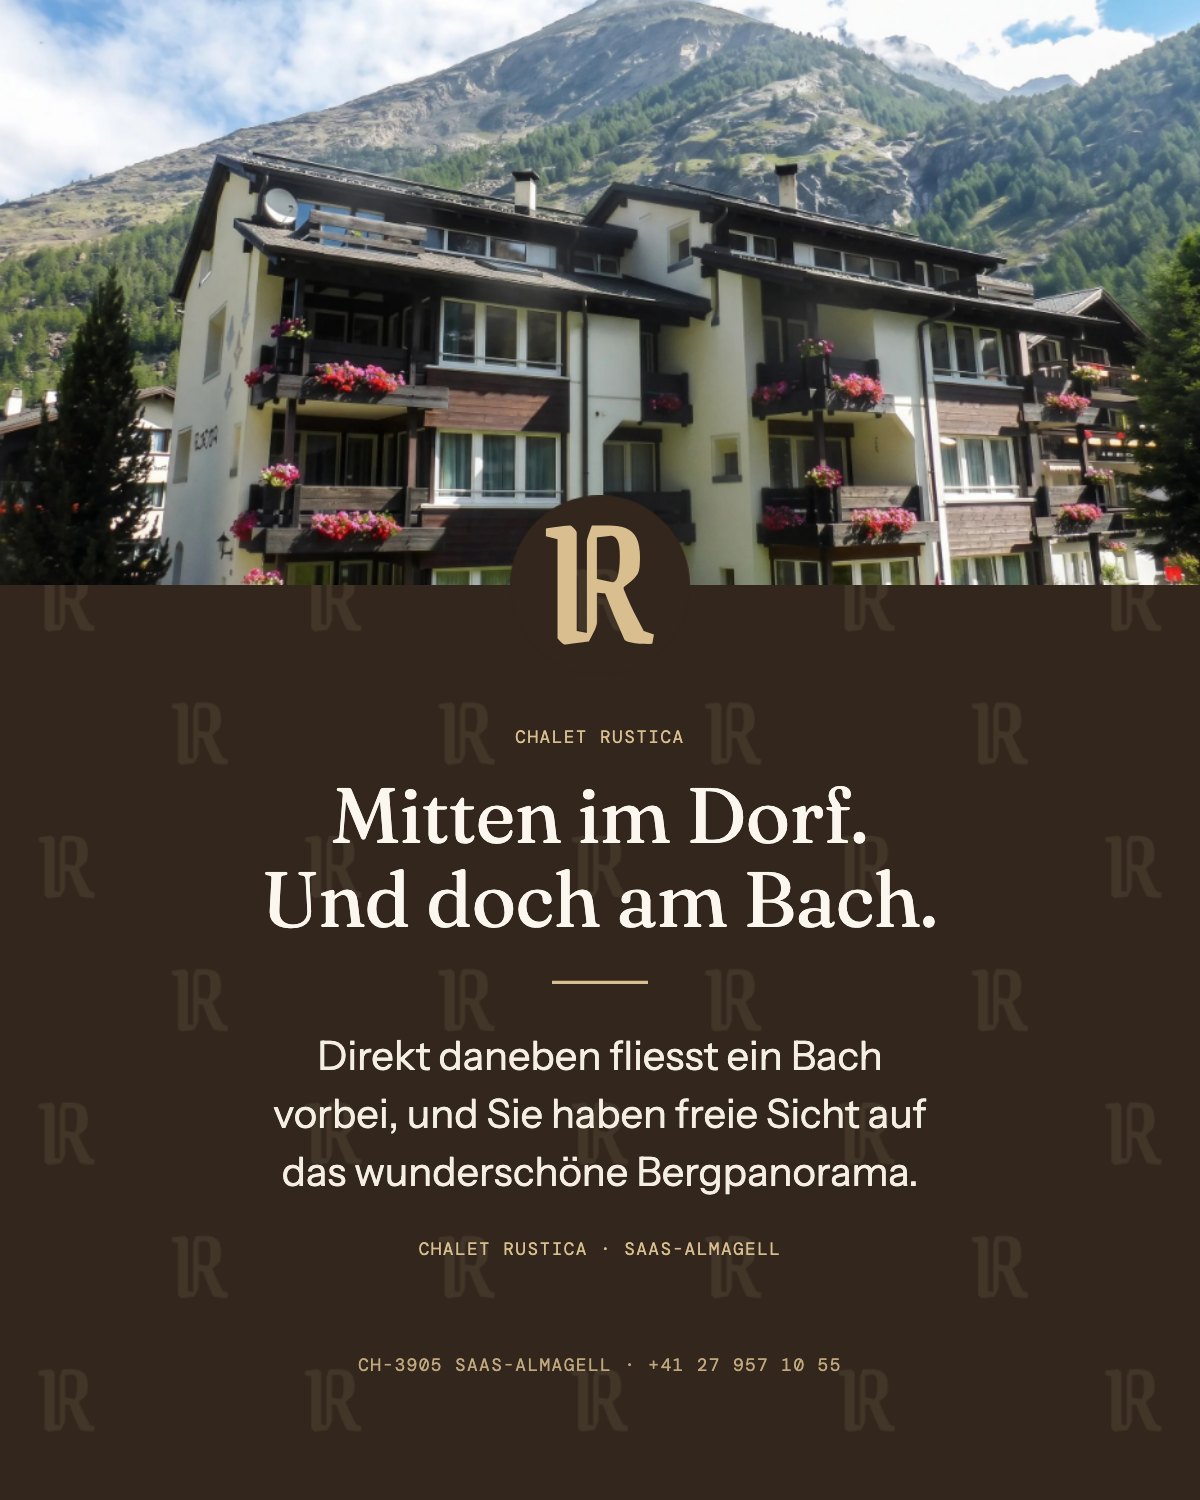 R
CHALET RUSTICA
Mitten im Dorf.
Und doch am Bach.
Direkt daneben fliesst ein Bach
vorbei, und Sie haben freie Sicht auf
das wunderschöne Bergpanorama.
CHALET RUSTICA · SAAS-ALMAGELL
CH-3905 SAAS-ALMAGELL · +41 27 957 10 55